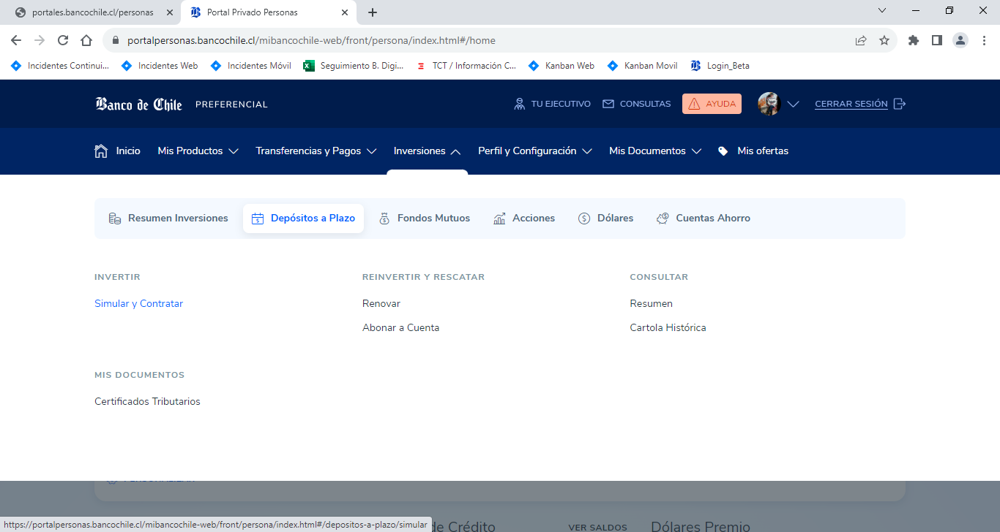 portales.bancochile.cl/personas
Portal Privado Personas
portalpersonas.bancochile.cl/mibancochile-web/front/persona/index.html#/home
Incidentes Continui... Incidentes Web Incidentes Móvil Seguimiento B. Digi... TCT / Información C... Kanban Web Kanban Movil Login_Beta
Banco de Chile PREFERENCIAL TU EJECUTIVO CONSULTAS AYUDA CERRAR SESIÓN
Inicio Mis Productos Transferencias y Pagos Inversiones Perfil y Configuración Mis Documentos Mis ofertas
Resumen Inversiones Depósitos a Plazo Fondos Mutuos Acciones Dólares Cuentas Ahorro
INVERTIR
Simular y Contratar
REINVERTIR Y RESCATAR
Renovar
Abonar a Cuenta
CONSULTAR
Resumen
Cartola Histórica
MIS DOCUMENTOS
Certificados Tributarios
https://portalpersonas.bancochile.cl/mibancochile-web/front/persona/index.html#/depositos-a-plazo/simular
de Crédito VER SALDOS Dólares Premio